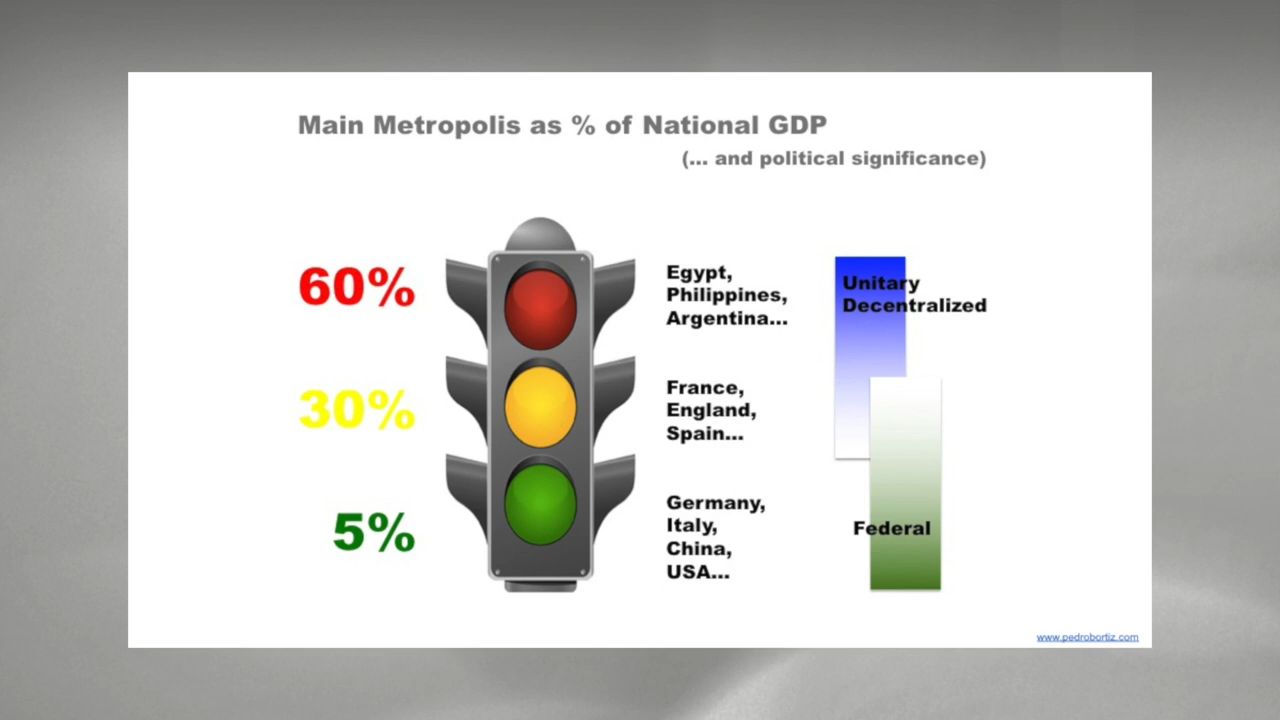 Main Metropolis as % of National GDP
(... and political significance)
60%
Egypt,
Philippines,
Argentina...
Unitary
Decentralized
30%
France,
England,
Spain...
5%
Germany,
Italy,
China,
USA...
Federal
www.pedrobortiz.com